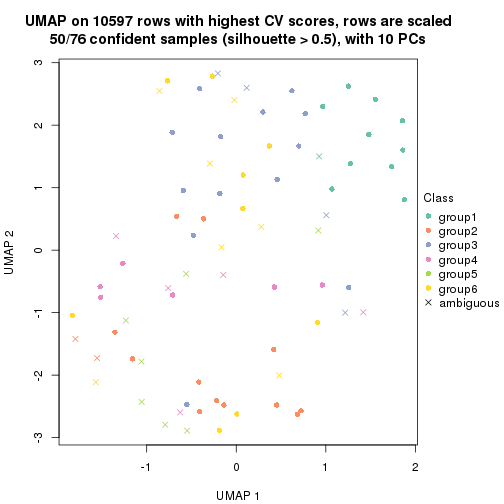 UMAP on 10597 rows with highest CV scores, rows are scaled
50/76 confident samples (silhouette > 0.5), with 10 PCs
3
2
1
0
-1
-2
-3
UMAP 2
-1
0
1
2
UMAP 1
Class
group1
group2
group3
group4
group5
group6
ambiguous